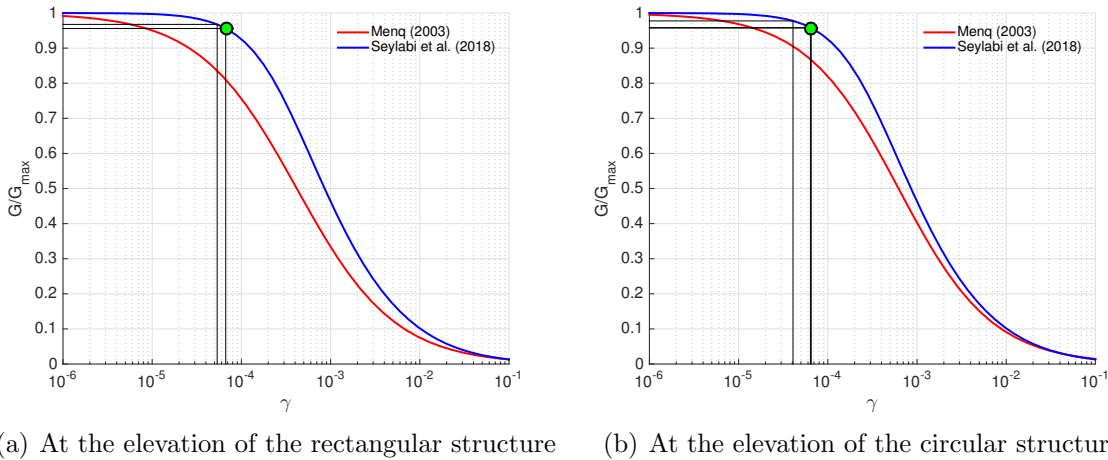 1
0.9
0.8
0.7
0.6
0.5
0.4
0.3
0.2
0.1
0
G/G_max
10^-6 10^-5 10^-4 10^-3 10^-2 10^-1
γ
Menq (2003)
Seylabi et al. (2018)
(a) At the elevation of the rectangular structure
1
0.9
0.8
0.7
0.6
0.5
0.4
0.3
0.2
0.1
0
G/G_max
10^-6 10^-5 10^-4 10^-3 10^-2 10^-1
γ
Menq (2003)
Seylabi et al. (2018)
(b) At the elevation of the circular structur